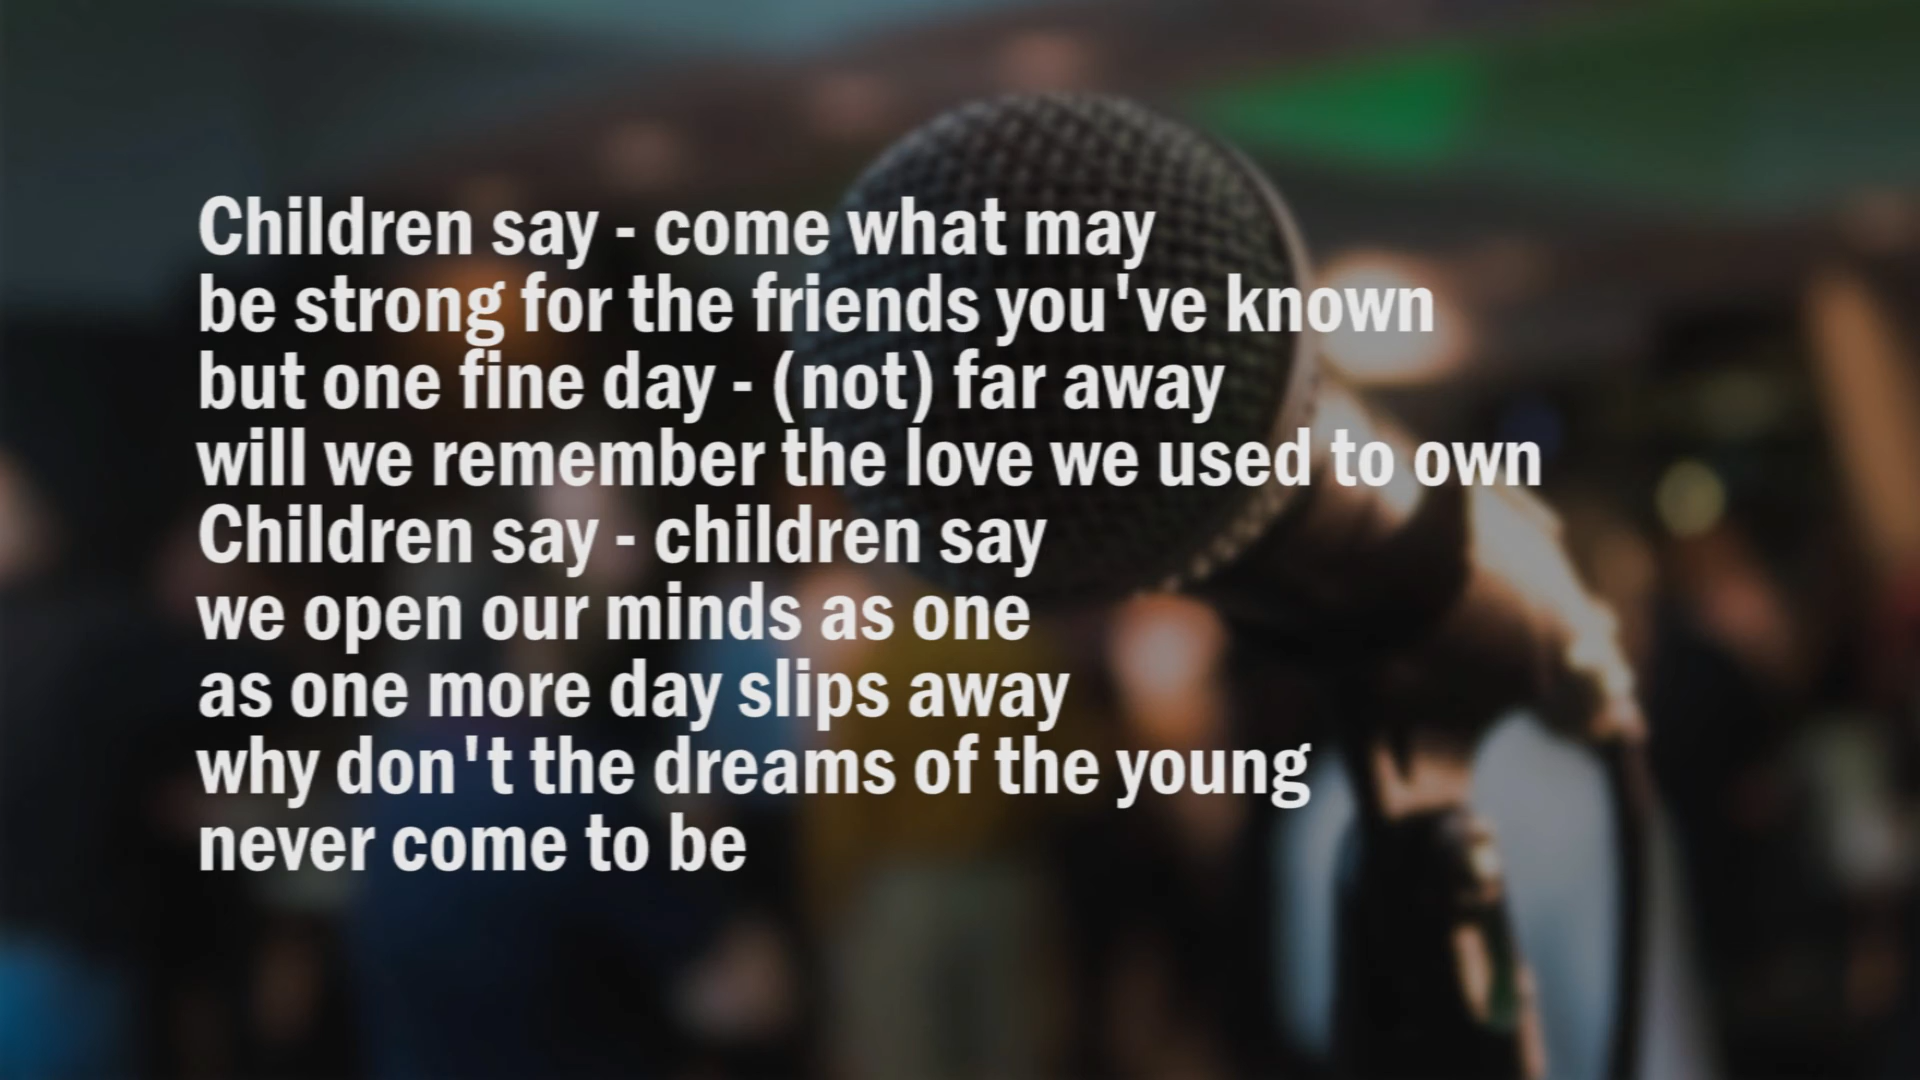 Children say - come what may
be strong for the friends you've known
but one fine day - (not) far away
will we remember the love we used to own
Children say - children say
we open our minds as one
as one more day slips away
why don't the dreams of the young
never come to be